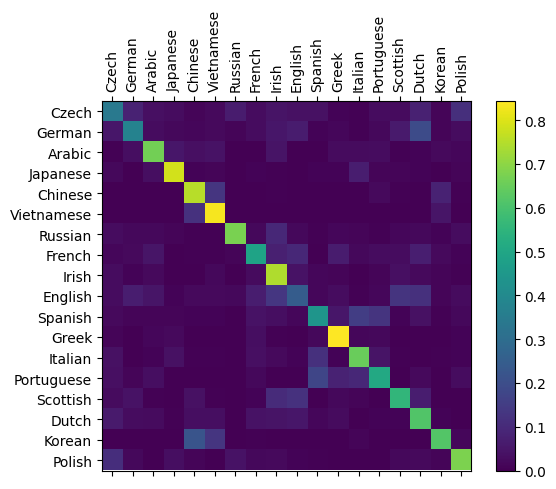 Czech German Arabic Japanese Chinese Vietnamese Russian French Irish English Spanish Greek Italian Portuguese Scottish Dutch Korean Polish
Czech
German
Arabic
Japanese
Chinese
Vietnamese
Russian
French
Irish
English
Spanish
Greek
Italian
Portuguese
Scottish
Dutch
Korean
Polish
0.8
0.7
0.6
0.5
0.4
0.3
0.2
0.1
0.0